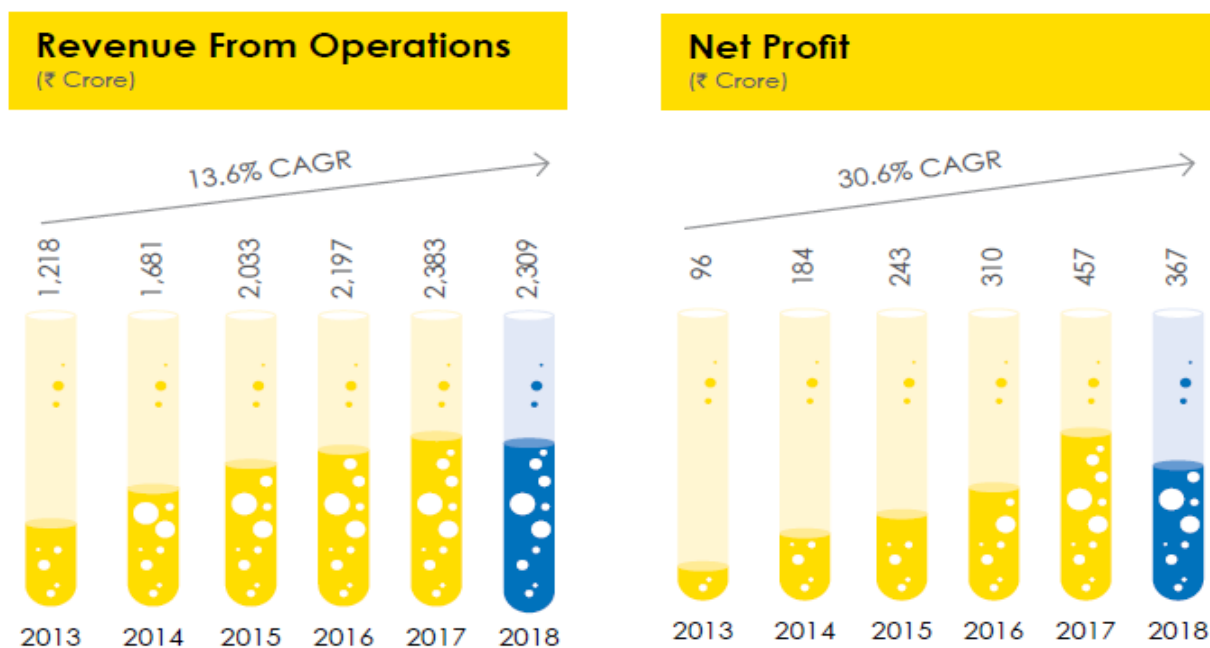 Revenue From Operations
(₹ Crore)
13.6% CAGR
1,218 1,681 2,033 2,197 2,383 2,309
2013 2014 2015 2016 2017 2018
Net Profit
(₹ Crore)
30.6% CAGR
96 184 243 310 457 367
2013 2014 2015 2016 2017 2018